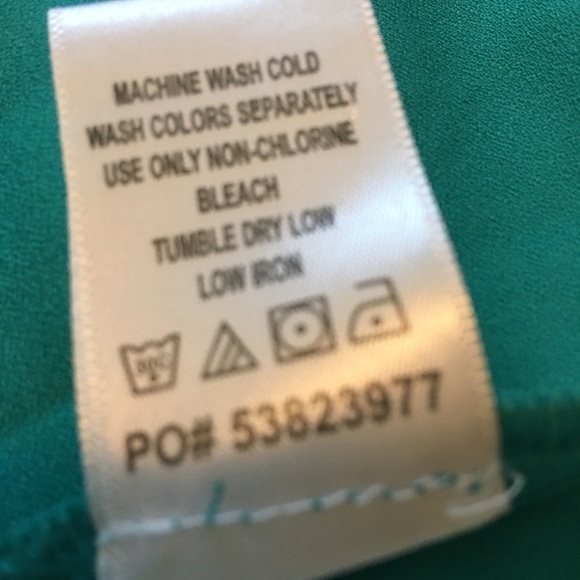 MACHINE WASH COLD
WASH COLORS SEPARATELY
USE ONLY NON-CHLORINE
BLEACH
TUMBLE DRY LOW
LOW IRON
PO# 53823977